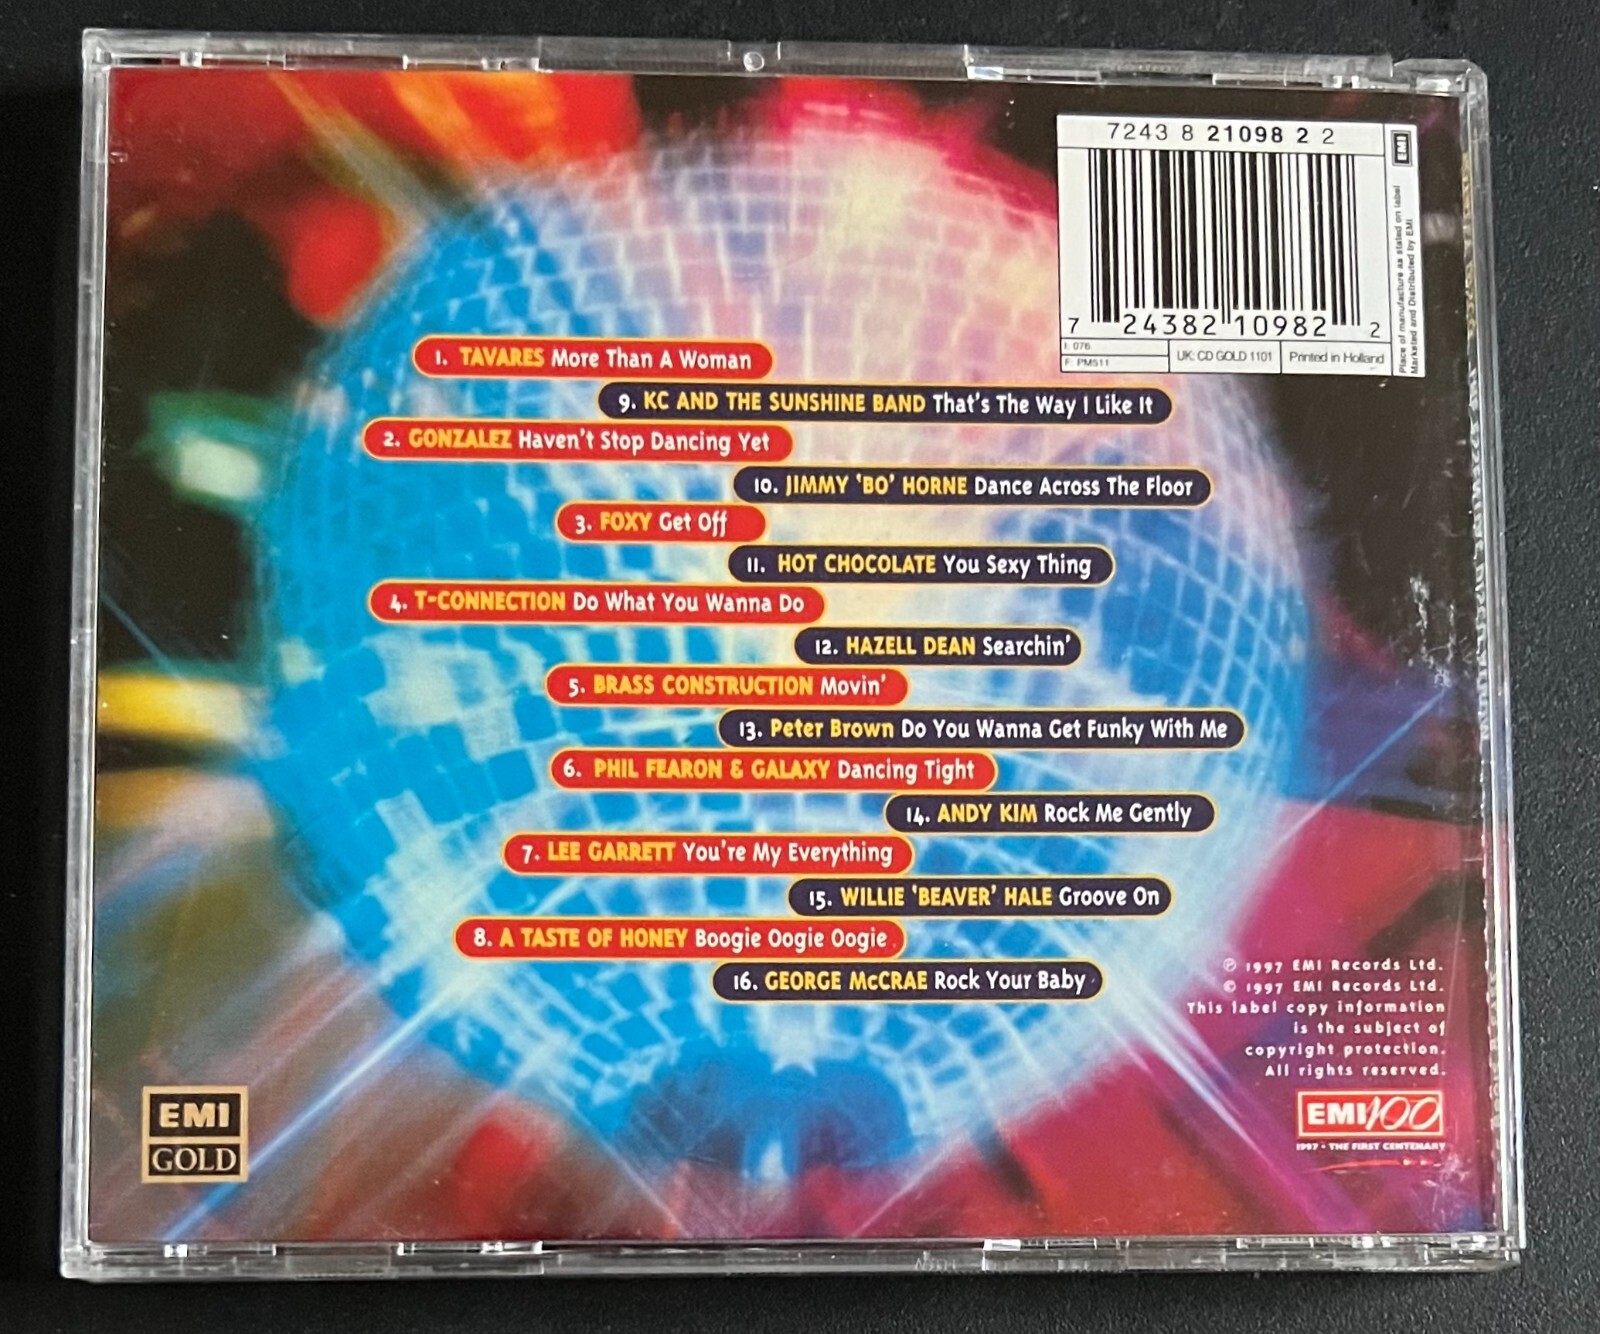 7243 8 21098 2 2
EMI
Place of manufacture as stated on label
Marketed and Distributed by EMI
7 24382 10982 2
I: 076
F: PM511
UK: CD GOLD 1101
Printed in Holland
1. TAVARES More Than A Woman
9. KC AND THE SUNSHINE BAND That's The Way I Like It
2. GONZALEZ Haven't Stop Dancing Yet
10. JIMMY 'BO' HORNE Dance Across The Floor
3. FOXY Get Off
11. HOT CHOCOLATE You Sexy Thing
4. T-CONNECTION Do What You Wanna Do
12. HAZELL DEAN Searchin'
5. BRASS CONSTRUCTION Movin'
13. Peter Brown Do You Wanna Get Funky With Me
6. PHIL FEARON & GALAXY Dancing Tight
14. ANDY KIM Rock Me Gently
7. LEE GARRETT You're My Everything
15. WILLIE 'BEAVER' HALE Groove On
8. A TASTE OF HONEY Boogie Oogie Oogie
16. GEORGE McCRAE Rock Your Baby
℗ 1997 EMI Records Ltd.
© 1997 EMI Records Ltd.
This label copy information
is the subject of
copyright protection.
All rights reserved.
EMI
GOLD
EMI 100
1997 • THE FIRST CENTENARY